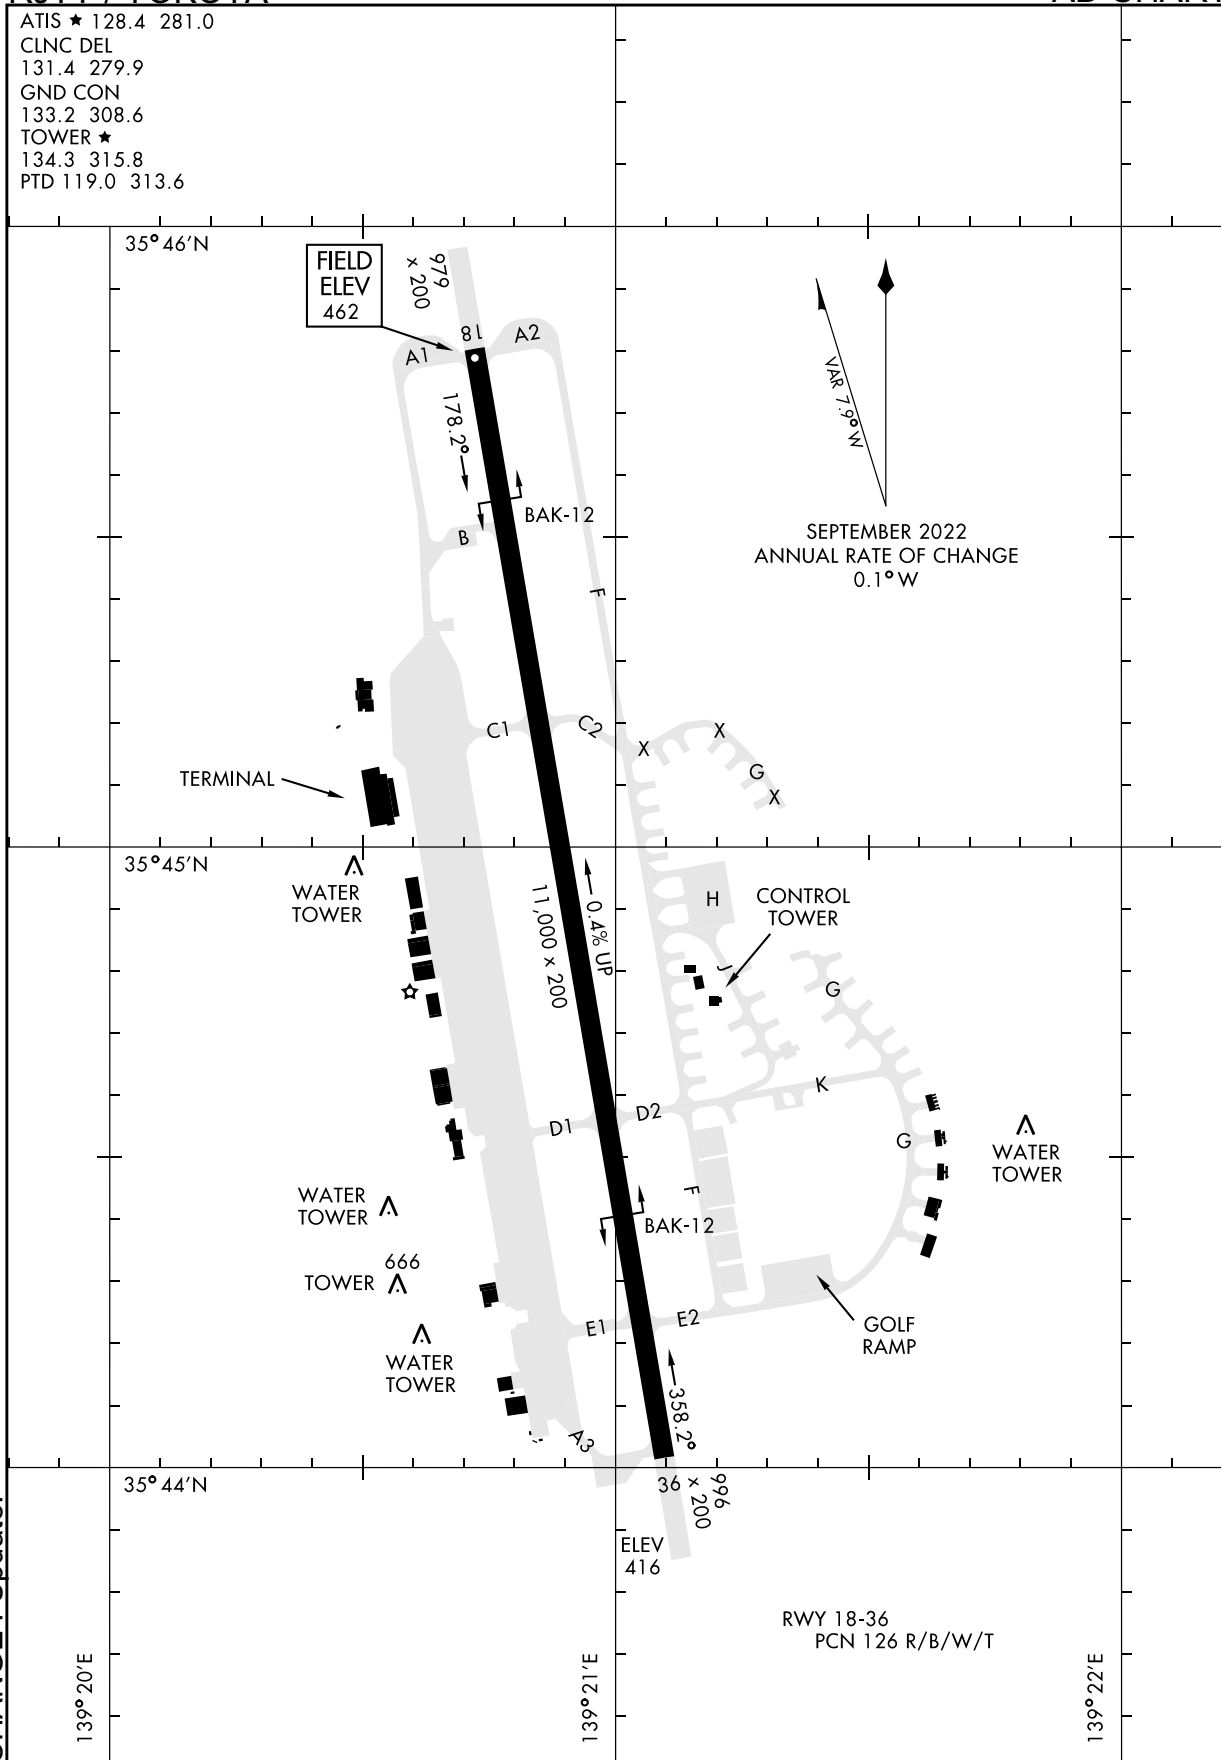 RJTY / YOKOTA
AD CHART
ATIS ★ 128.4 281.0
CLNC DEL
131.4 279.9
GND CON
133.2 308.6
TOWER ★
134.3 315.8
PTD 119.0 313.6
35°46'N
FIELD
ELEV
462
979
x 200
18
A1
A2
178.2°
VAR 7.9° W
BAK-12
B
SEPTEMBER 2022
ANNUAL RATE OF CHANGE
0.1° W
F
C1
C2
X
X
G
X
TERMINAL
35°45'N
WATER
TOWER
11,000 x 200
0.4% UP
H
CONTROL
TOWER
J
G
K
D1
D2
G
WATER
TOWER
WATER
TOWER
F
BAK-12
666
TOWER
E1
E2
GOLF
RAMP
WATER
TOWER
358.2°
A3
35°44'N
36
996
x 200
ELEV
416
RWY 18-36
PCN 126 R/B/W/T
139°20'E
139°21'E
139°22'E